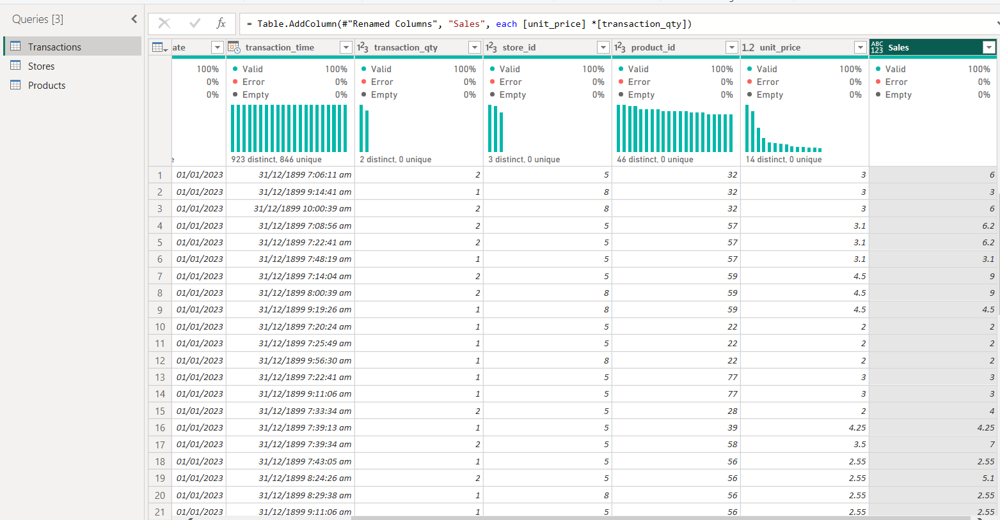 Queries [3]
Transactions
Stores
Products
fx
= Table.AddColumn(#"Renamed Columns", "Sales", each [unit_price] *[transaction_qty])
ate transaction_time 123 transaction_qty 123 store_id 123 product_id 1.2 unit_price ABC 123 Sales
100% Valid 100% Valid 100% Valid 100% Valid 100% Valid 100% Valid 100%
0% Error 0% Error 0% Error 0% Error 0% Error 0% Error 0%
0% Empty 0% Empty 0% Empty 0% Empty 0% Empty 0% Empty 0%
e 923 distinct, 846 unique 2 distinct, 0 unique 3 distinct, 0 unique 46 distinct, 0 unique 14 distinct, 0 unique
1 01/01/2023 31/12/1899 7:06:11 am 2 5 32 3 6
2 01/01/2023 31/12/1899 9:14:41 am 1 8 32 3 3
3 01/01/2023 31/12/1899 10:00:39 am 2 8 32 3 6
4 01/01/2023 31/12/1899 7:08:56 am 2 5 57 3.1 6.2
5 01/01/2023 31/12/1899 7:22:41 am 2 5 57 3.1 6.2
6 01/01/2023 31/12/1899 7:48:19 am 1 5 57 3.1 3.1
7 01/01/2023 31/12/1899 7:14:04 am 2 5 59 4.5 9
8 01/01/2023 31/12/1899 8:00:39 am 2 8 59 4.5 9
9 01/01/2023 31/12/1899 9:19:26 am 1 8 59 4.5 4.5
10 01/01/2023 31/12/1899 7:20:24 am 1 5 22 2 2
11 01/01/2023 31/12/1899 7:25:49 am 1 5 22 2 2
12 01/01/2023 31/12/1899 9:56:30 am 1 8 22 2 2
13 01/01/2023 31/12/1899 7:22:41 am 1 5 77 3 3
14 01/01/2023 31/12/1899 9:11:06 am 1 5 77 3 3
15 01/01/2023 31/12/1899 7:33:34 am 2 5 28 2 4
16 01/01/2023 31/12/1899 7:39:13 am 1 5 39 4.25 4.25
17 01/01/2023 31/12/1899 7:39:34 am 2 5 58 3.5 7
18 01/01/2023 31/12/1899 7:43:05 am 1 5 56 2.55 2.55
19 01/01/2023 31/12/1899 8:24:26 am 2 5 56 2.55 5.1
20 01/01/2023 31/12/1899 8:29:38 am 1 8 56 2.55 2.55
21 01/01/2023 31/12/1899 9:11:06 am 1 5 56 2.55 2.55